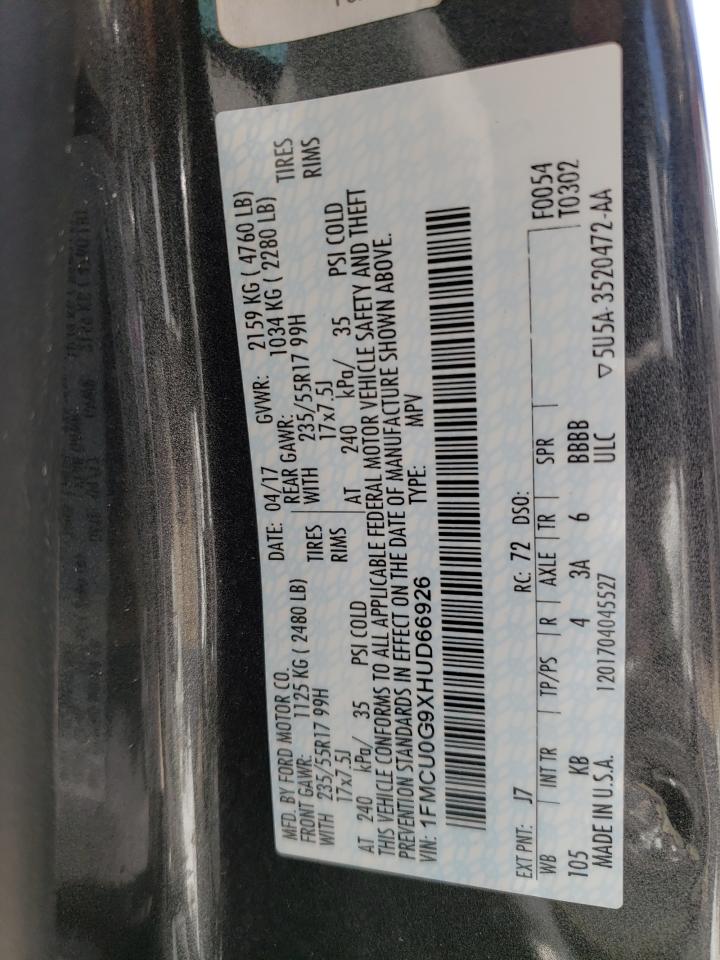 MFD. BY FORD MOTOR CO.
DATE: 04/17 GVWR: 2159 KG ( 4760 LB)
FRONT GAWR: 1125 KG ( 2480 LB) REAR GAWR: 1034 KG ( 2280 LB)
WITH 235/55R17 99H TIRES WITH 235/55R17 99H TIRES
17x7.5J RIMS 17x7.5J RIMS
AT 240 kPa/ 35 PSI COLD AT 240 kPa/ 35 PSI COLD
THIS VEHICLE CONFORMS TO ALL APPLICABLE FEDERAL MOTOR VEHICLE SAFETY AND THEFT
PREVENTION STANDARDS IN EFFECT ON THE DATE OF MANUFACTURE SHOWN ABOVE.
VIN: 1FMCU0G9XHUD66926 TYPE: MPV
EXT PNT: J7 RC: 72 DSO: F0054
T0302
WB INT TR TP/PS R AXLE TR SPR
105 KB 4 3A 6 BBBB
MADE IN U.S.A. 1201704045527 ULC
▽5U5A-3520472-AA